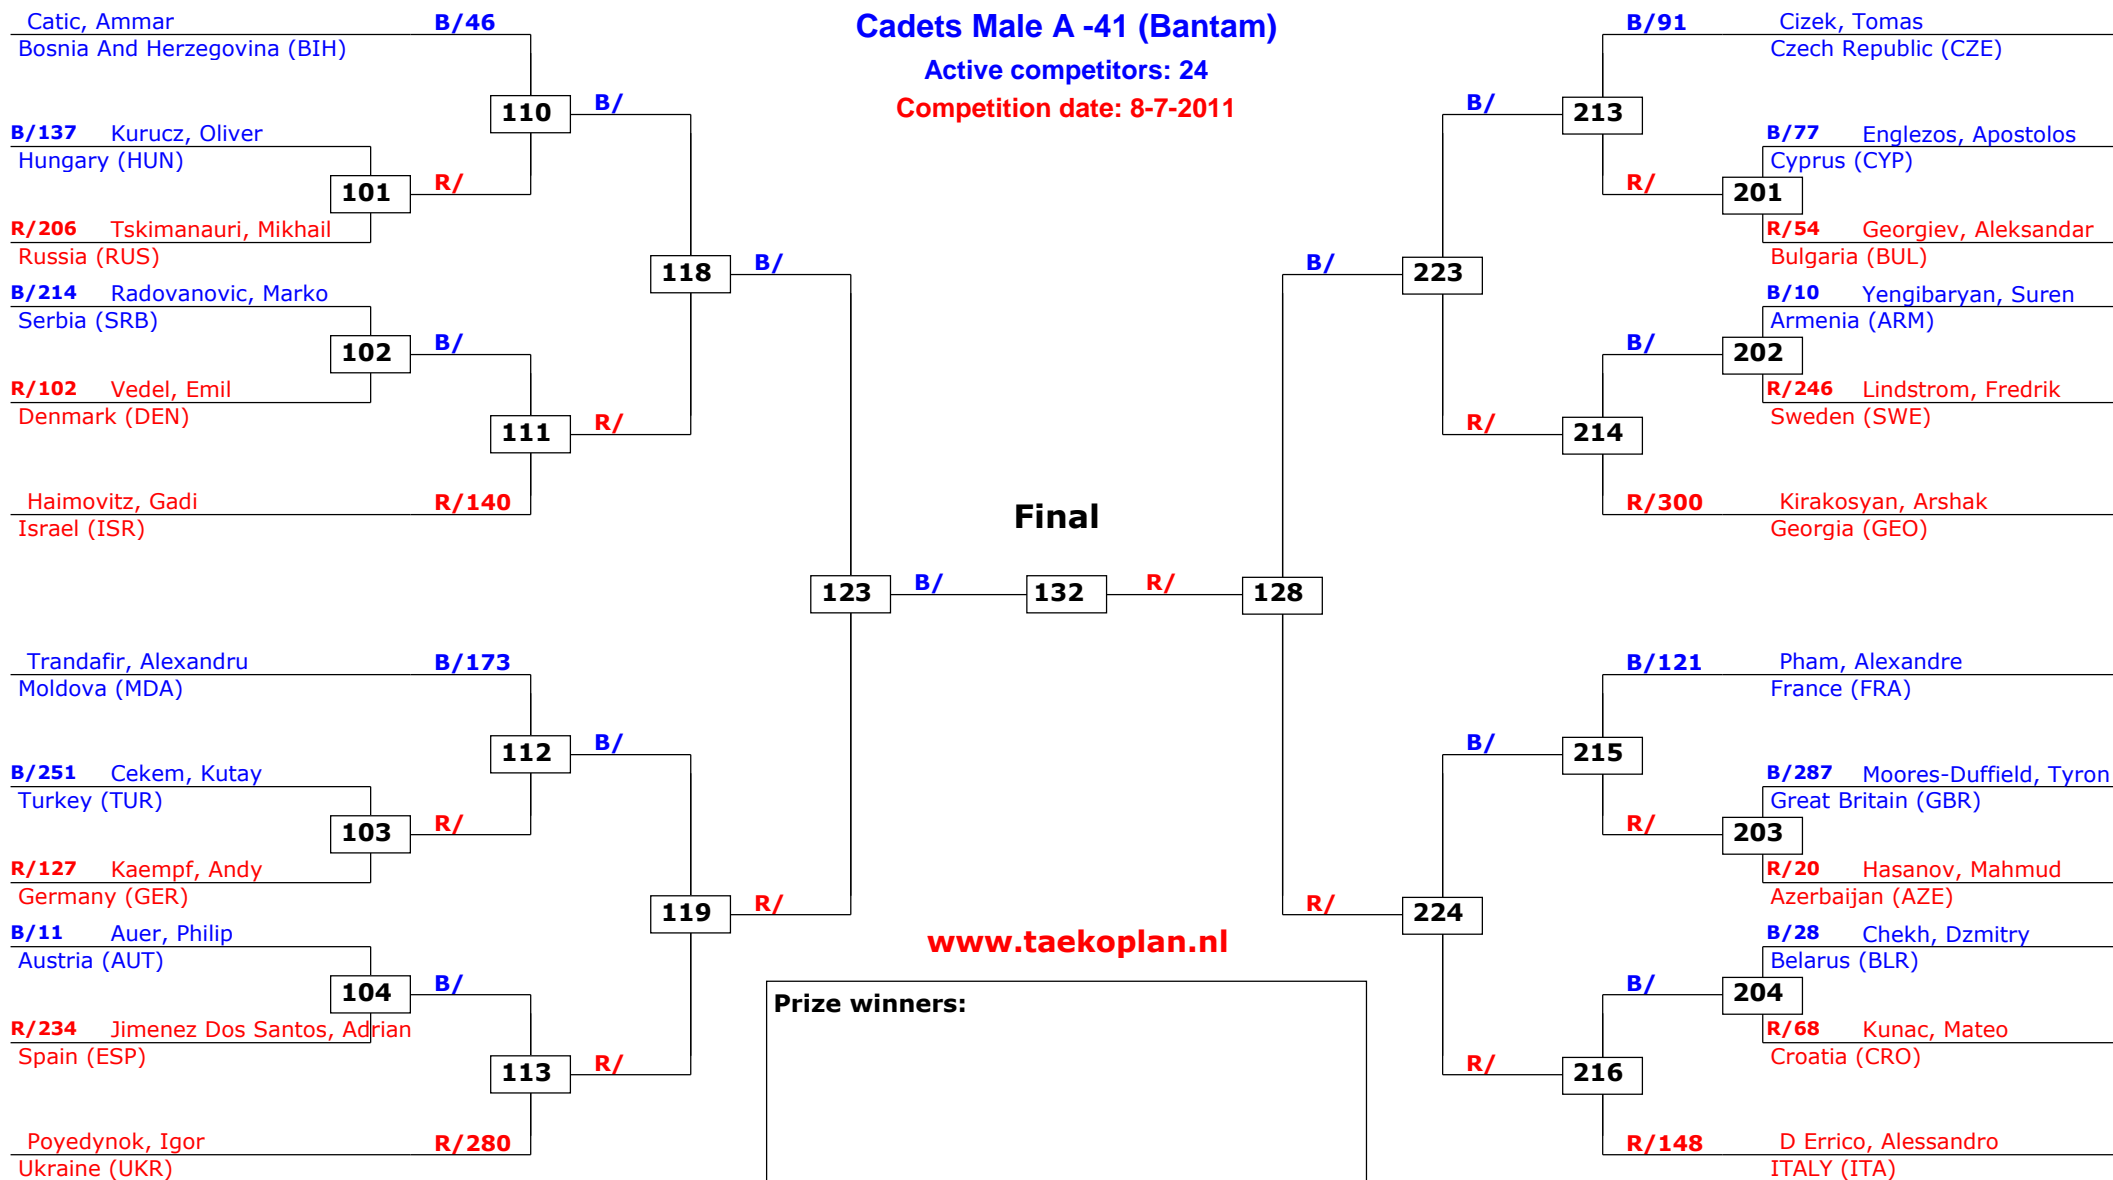 Cadets Male A -41 (Bantam)
Active competitors: 24
Competition date: 8-7-2011
Catic, Ammar B/46
Bosnia And Herzegovina (BIH)
110 B/
B/137 Kurucz, Oliver
Hungary (HUN)
101 R/
R/206 Tskimanauri, Mikhail
Russia (RUS)
118 B/
B/214 Radovanovic, Marko
Serbia (SRB)
102 B/
R/102 Vedel, Emil
Denmark (DEN)
111 R/
Haimovitz, Gadi R/140
Israel (ISR)
Trandafir, Alexandru B/173
Moldova (MDA)
112 B/
B/251 Cekem, Kutay
Turkey (TUR)
103 R/
R/127 Kaempf, Andy
Germany (GER)
119 R/
B/11 Auer, Philip
Austria (AUT)
104 B/
R/234 Jimenez Dos Santos, Adrian
Spain (ESP)
113 R/
Poyedynok, Igor R/280
Ukraine (UKR)
Final
123 B/ 132 R/ 128
B/91 Cizek, Tomas
Czech Republic (CZE)
B/ 213
B/77 Englezos, Apostolos
Cyprus (CYP)
R/ 201
R/54 Georgiev, Aleksandar
Bulgaria (BUL)
B/ 223
B/10 Yengibaryan, Suren
Armenia (ARM)
B/ 202
R/246 Lindstrom, Fredrik
Sweden (SWE)
R/ 214
R/300 Kirakosyan, Arshak
Georgia (GEO)
B/121 Pham, Alexandre
France (FRA)
B/ 215
B/287 Moores-Duffield, Tyron
Great Britain (GBR)
R/ 203
R/20 Hasanov, Mahmud
Azerbaijan (AZE)
R/ 224
B/28 Chekh, Dzmitry
Belarus (BLR)
B/ 204
R/68 Kunac, Mateo
Croatia (CRO)
R/ 216
R/148 D Errico, Alessandro
ITALY (ITA)
www.taekoplan.nl
Prize winners: